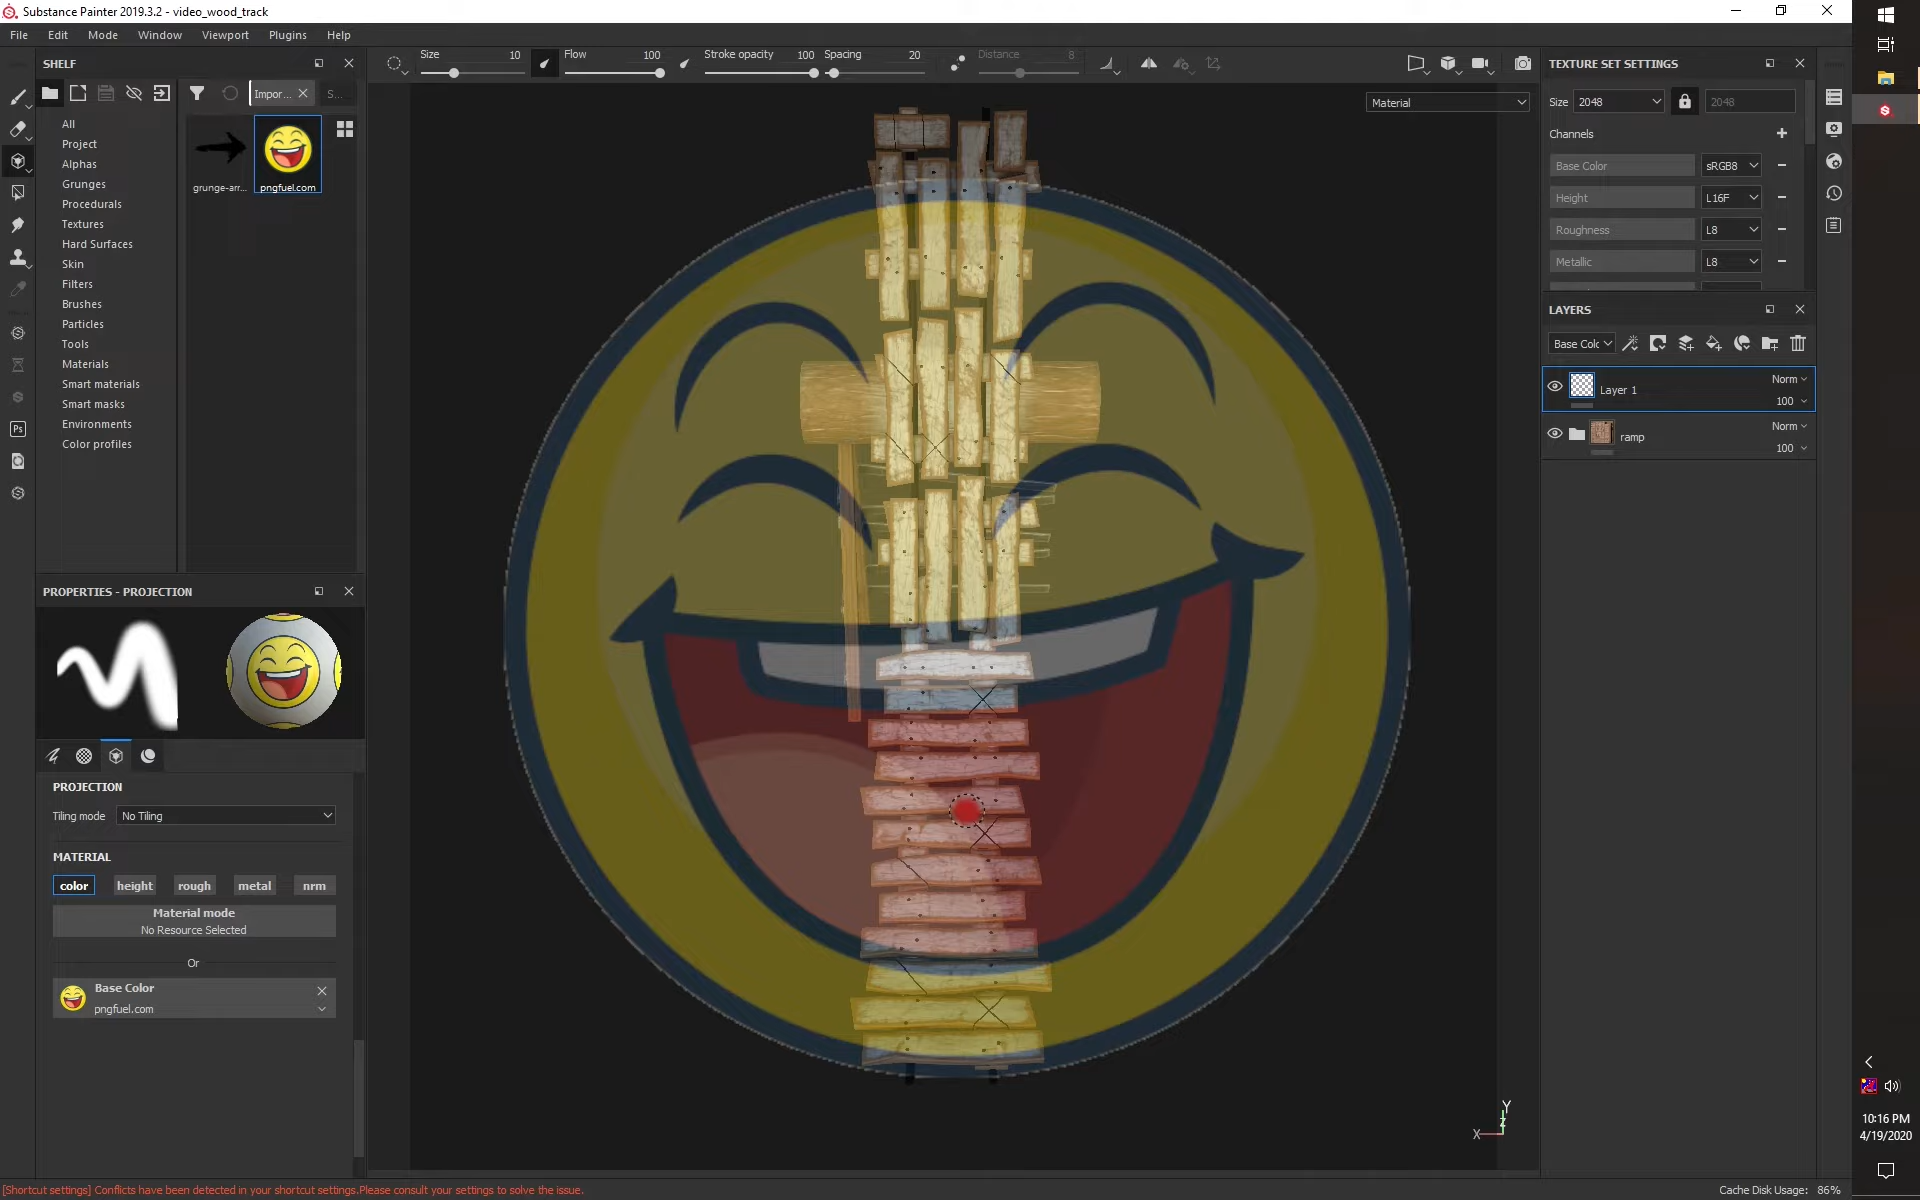 Substance Painter 2019.3.2 - video_wood_track
File Edit Mode Window Viewport Plugins Help
SHELF
Size 10 Flow 100 Stroke opacity 100 Spacing 20 Distance 8
Impor... S...
All
Project
Alphas
Grunges
Procedurals
Textures
Hard Surfaces
Skin
Filters
Brushes
Particles
Tools
Materials
Smart materials
Smart masks
Environments
Color profiles
grunge-arr... pngfuel.com
Ps
Material
PROPERTIES - PROJECTION
PROJECTION
Tiling mode No Tiling
MATERIAL
color height rough metal nrm
Material mode
No Resource Selected
Or
Base Color
pngfuel.com
Y
Z
X
TEXTURE SET SETTINGS
Size 2048 2048
Channels
Base Color sRGB8
Height L16F
Roughness L8
Metallic L8
LAYERS
Base Colc
Layer 1 Norm
100
ramp Norm
100
[Shortcut settings] Conflicts have been detected in your shortcut settings.Please consult your settings to solve the issue.
Cache Disk Usage: 86%
10:16 PM
4/19/2020